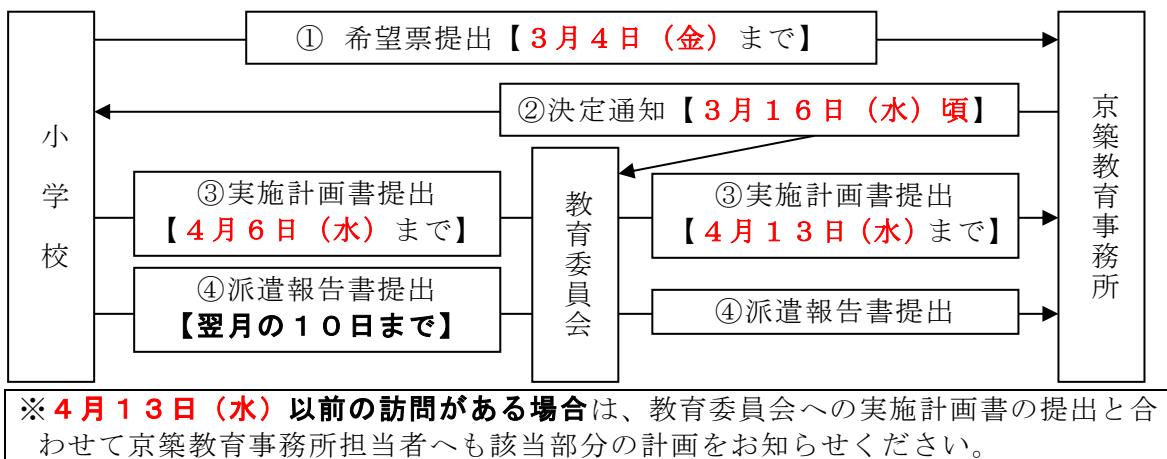 ① 希望票提出【３月４日（金）まで】
②決定通知【３月１６日（水）頃】
小学校
教育委員会
京築教育事務所
③実施計画書提出
【４月６日（水）まで】
③実施計画書提出
【４月１３日（水）まで】
④派遣報告書提出
【翌月の１０日まで】
④派遣報告書提出
※４月１３日（水）以前の訪問がある場合は、教育委員会への実施計画書の提出と合
わせて京築教育事務所担当者へも該当部分の計画をお知らせください。